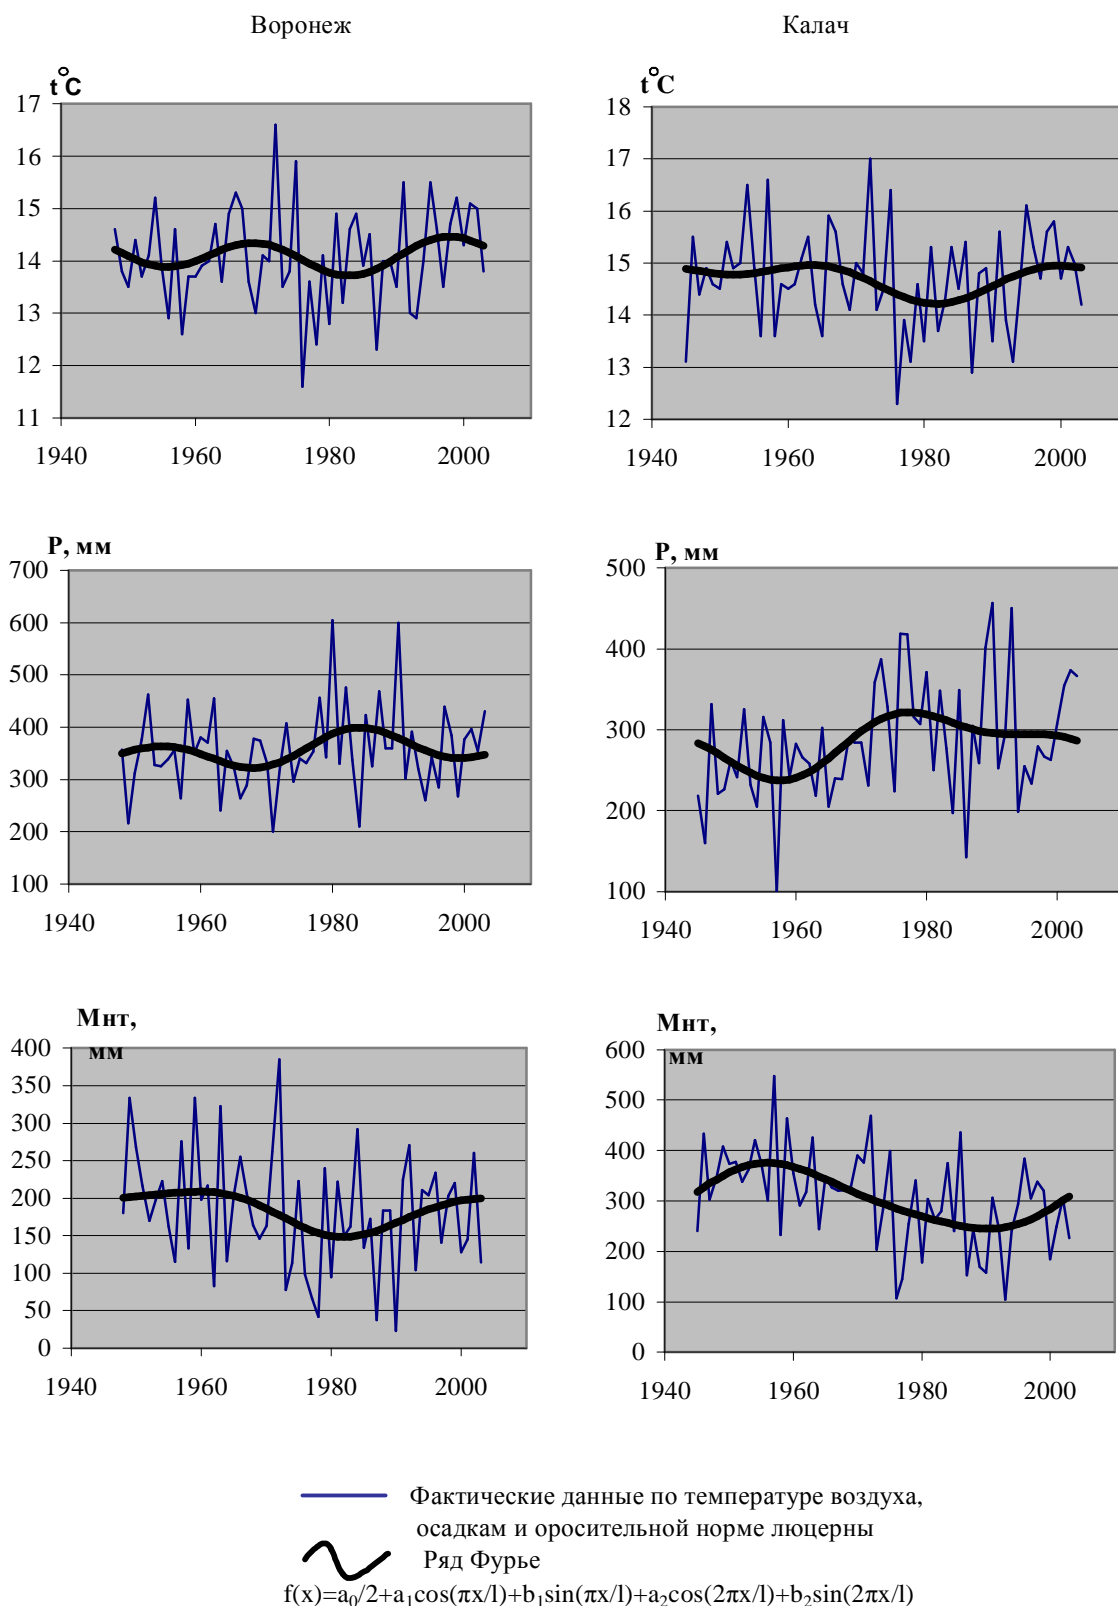 Воронеж
Калач
t°C
17
16
15
14
13
12
11
1940 1960 1980 2000
t°C
18
17
16
15
14
13
12
1940 1960 1980 2000
Р, мм
700
600
500
400
300
200
100
1940 1960 1980 2000
Р, мм
500
400
300
200
100
1940 1960 1980 2000
Мнт,
мм
400
350
300
250
200
150
100
50
0
1940 1960 1980 2000
Мнт,
мм
600
500
400
300
200
100
0
1940 1960 1980 2000
Фактические данные по температуре воздуха,
осадкам и оросительной норме люцерны
Ряд Фурье
f(x)=a₀/2+a₁cos(πx/l)+b₁sin(πx/l)+a₂cos(2πx/l)+b₂sin(2πx/l)